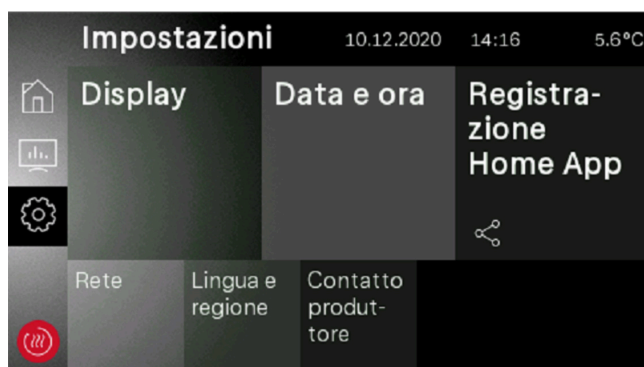 Impostazioni 10.12.2020 14:16 5.6°C
Display
Data e ora
Registra-
zione
Home App
Rete
Lingua e
regione
Contatto
produt-
tore